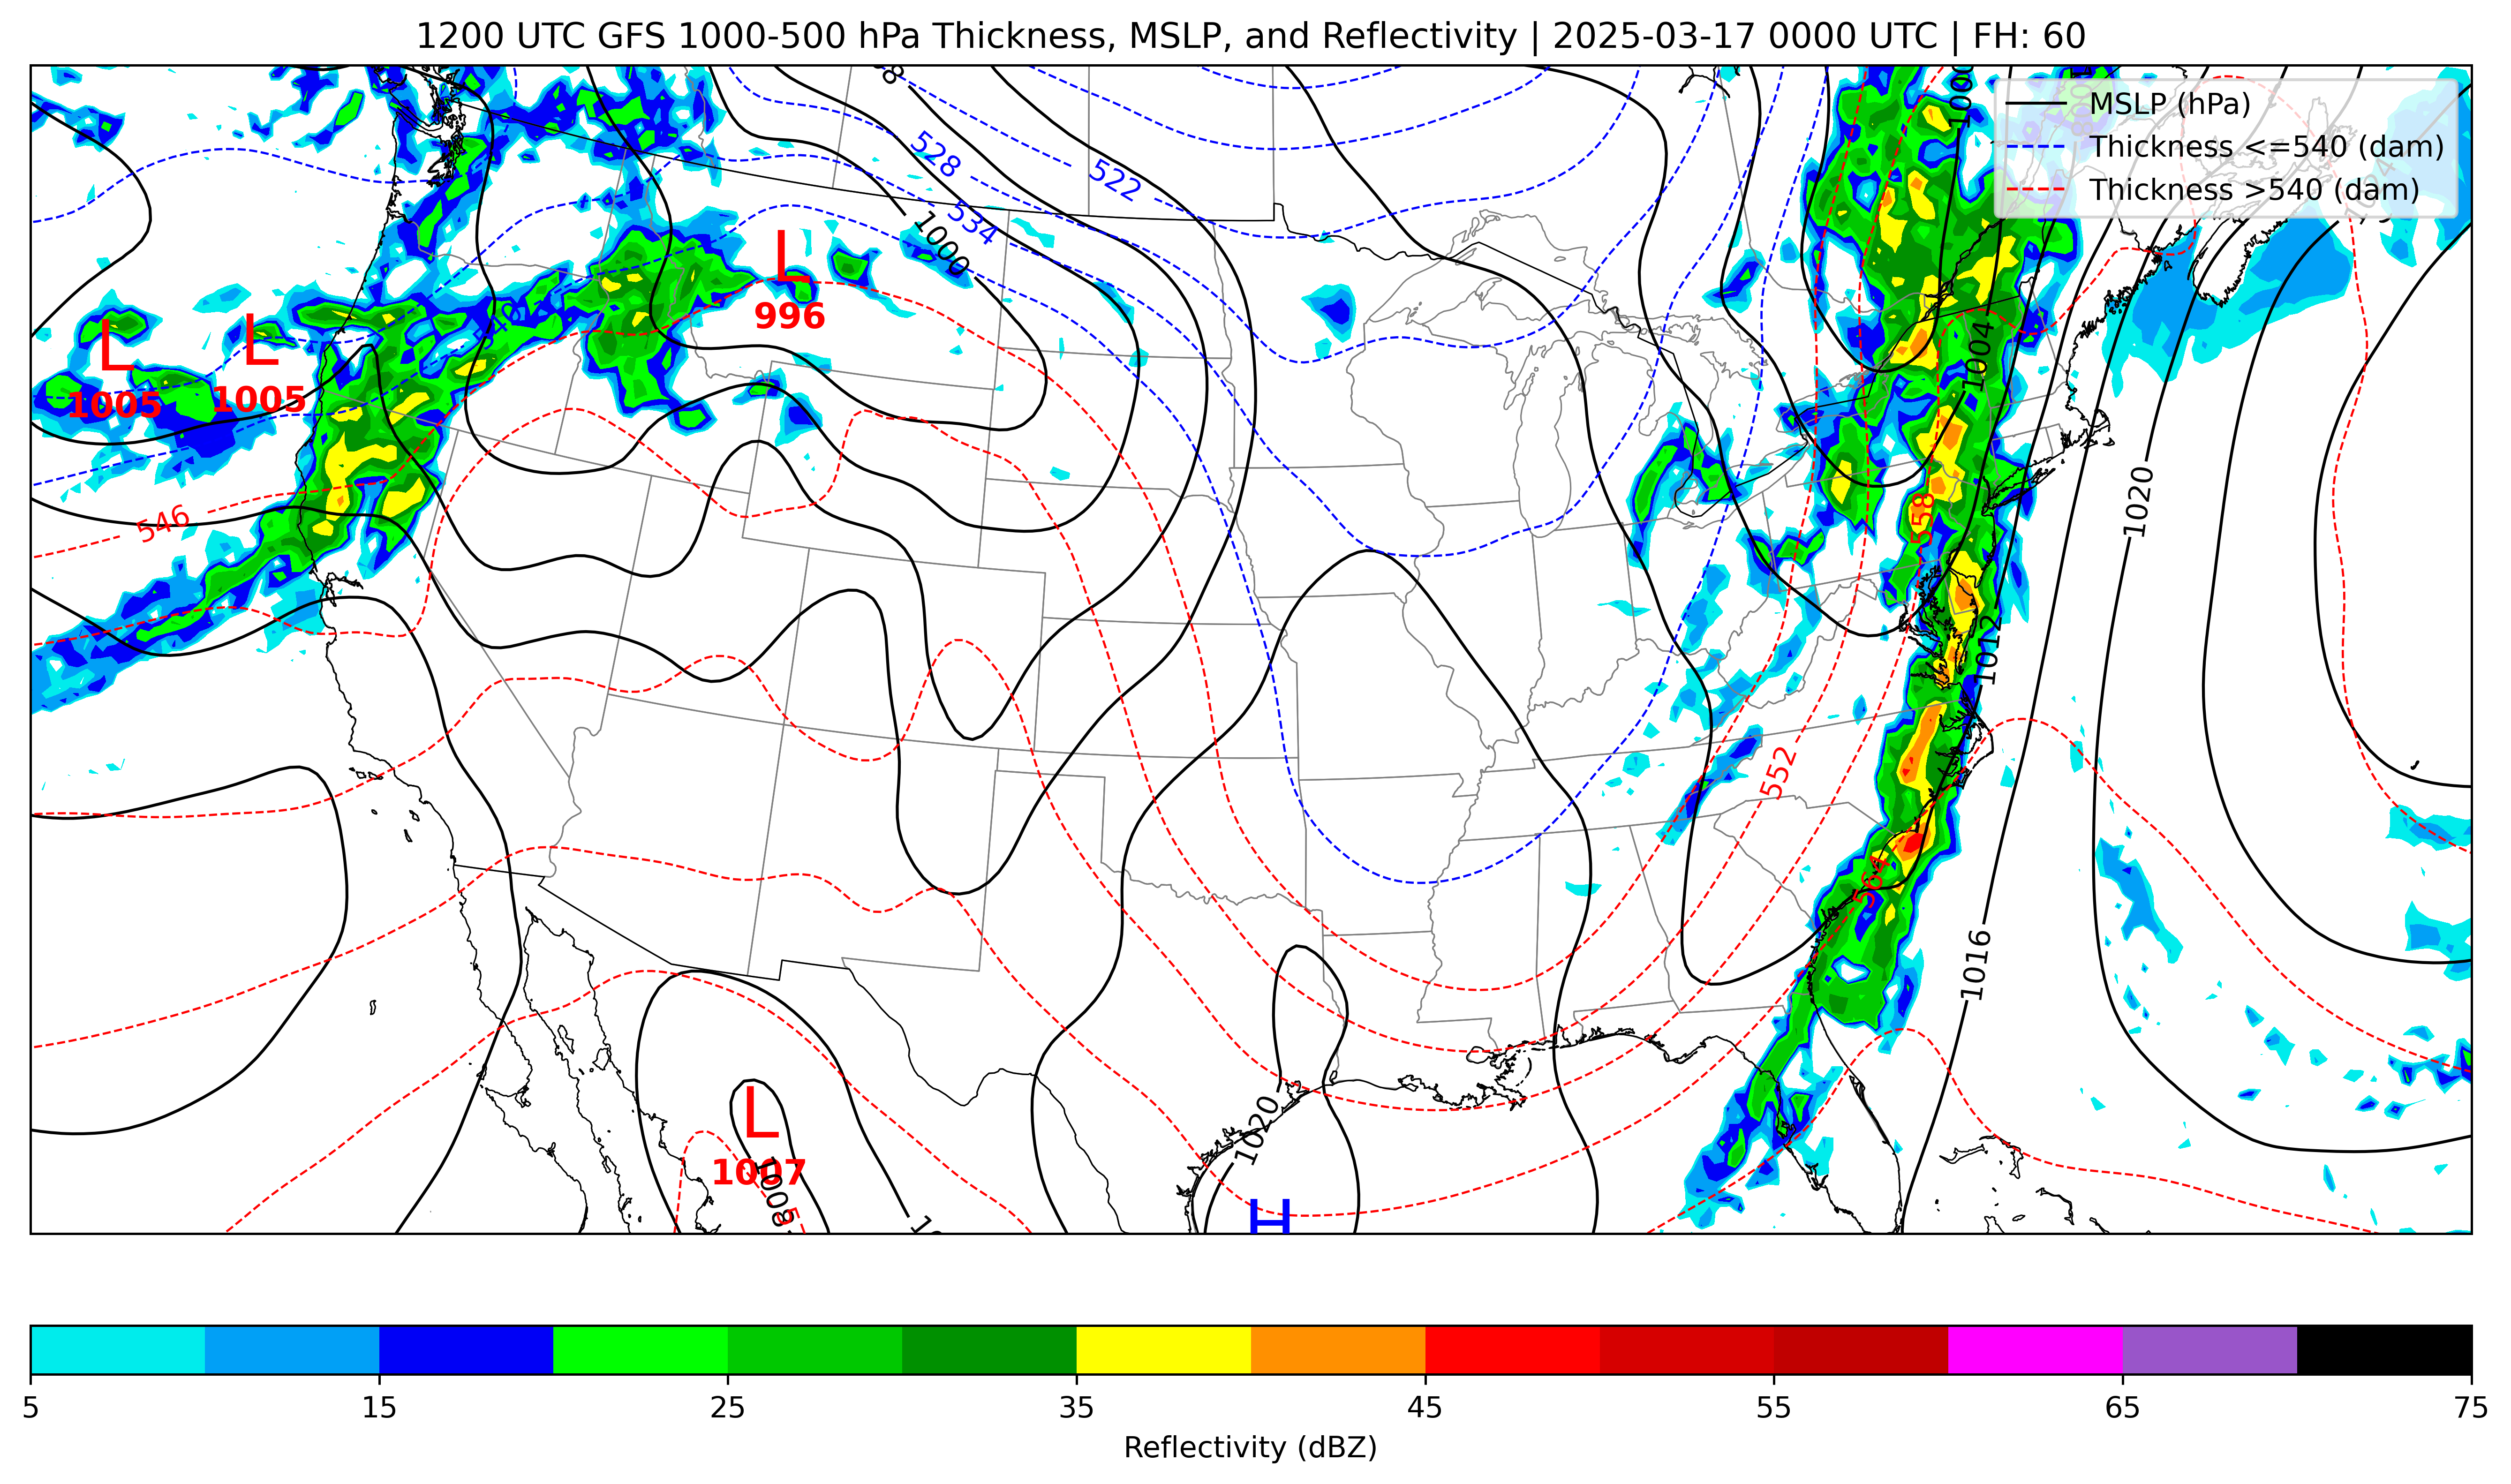 1200 UTC GFS 1000-500 hPa Thickness, MSLP, and Reflectivity | 2025-03-17 0000 UTC | FH: 60
MSLP (hPa)
Thickness <=540 (dam)
Thickness >540 (dam)
1000
528
522
534
1000
L
996
L
1005
L
1005
1004
546
558
1020
1012
552
564
1016
L
1007
1008
1020
H
5
15
25
35
45
55
65
75
Reflectivity (dBZ)